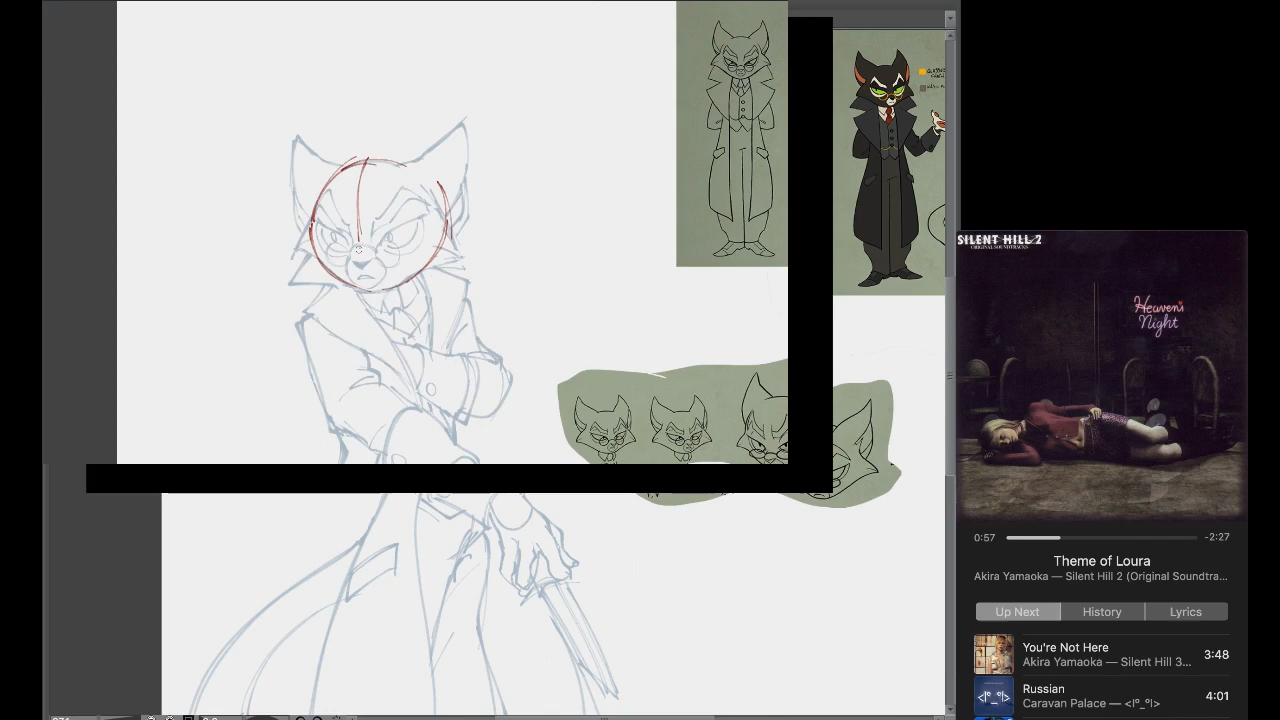 SILENT HILL 2
ORIGINAL SOUNDTRACKS
Heaven's
Night
0:57
-2:27
Theme of Loura
Akira Yamaoka — Silent Hill 2 (Original Soundtra...
Up Next
History
Lyrics
You're Not Here
Akira Yamaoka — Silent Hill 3...
3:48
Russian
Caravan Palace — <|°_°|>
4:01
<|°_°|>